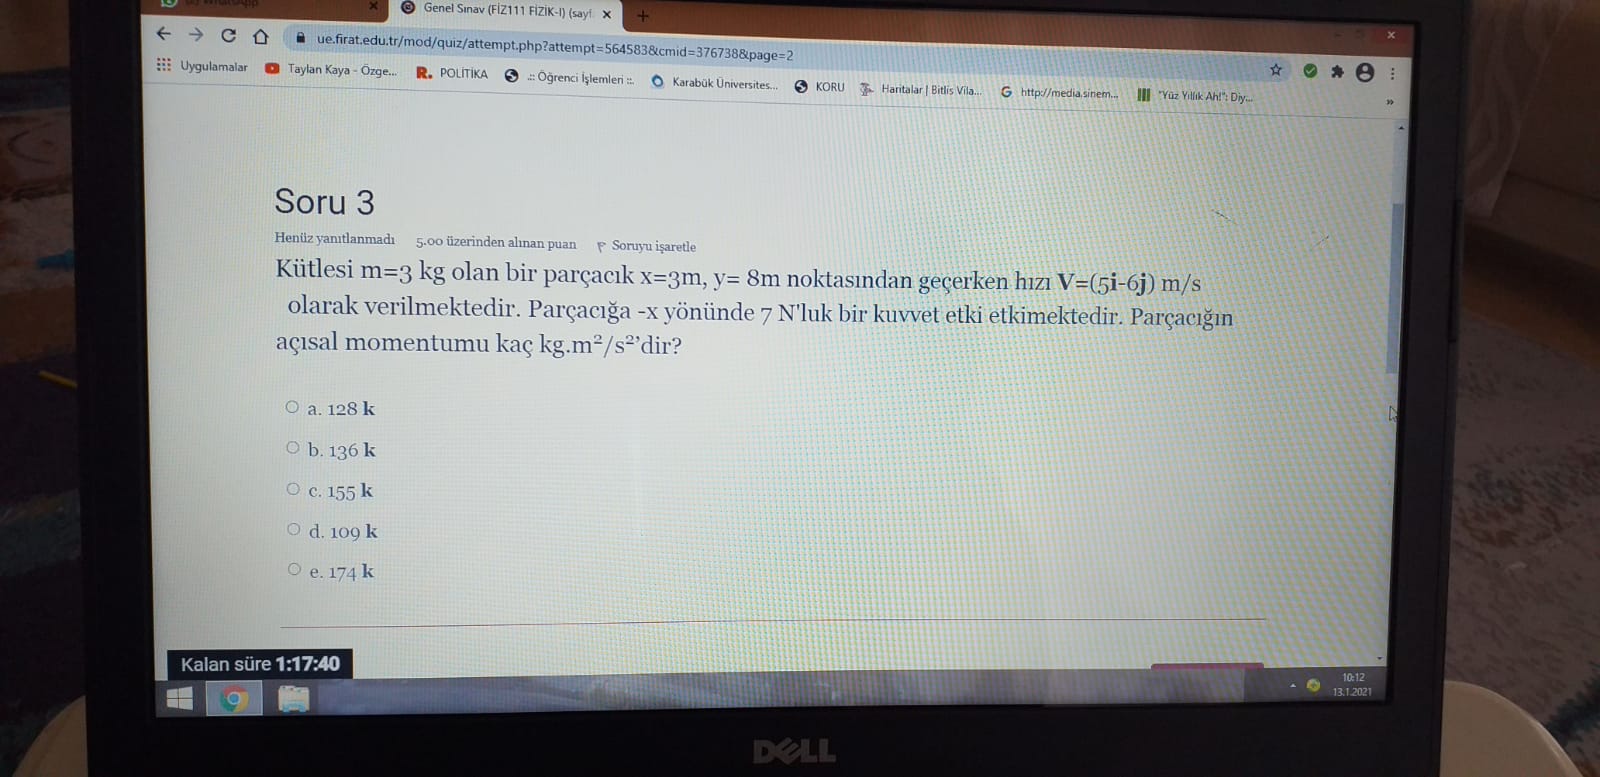 Genel Sınav (FİZ111 FİZİK-I) (sayf
ue.firat.edu.tr/mod/quiz/attempt.php?attempt=564583&cmid=376738&page=2
Uygulamalar Taylan Kaya - Özge... R. POLİTİKA .:: Öğrenci İşlemleri ::. Karabük Üniversites... KORU Haritalar | Bitlis Vila... http://media.sinem... "Yüz Yıllık Ah!": Diy... »
Soru 3
Henüz yanıtlanmadı 5.00 üzerinden alınan puan Soruyu işaretle
Kütlesi m=3 kg olan bir parçacık x=3m, y= 8m noktasından geçerken hızı V=(5i-6j) m/s
olarak verilmektedir. Parçacığa -x yönünde 7 N'luk bir kuvvet etki etkimektedir. Parçacığın
açısal momentumu kaç kg.m²/s²'dir?
a. 128 k
b. 136 k
c. 155 k
d. 109 k
e. 174 k
Kalan süre 1:17:40
10:12
13.1.2021
DELL